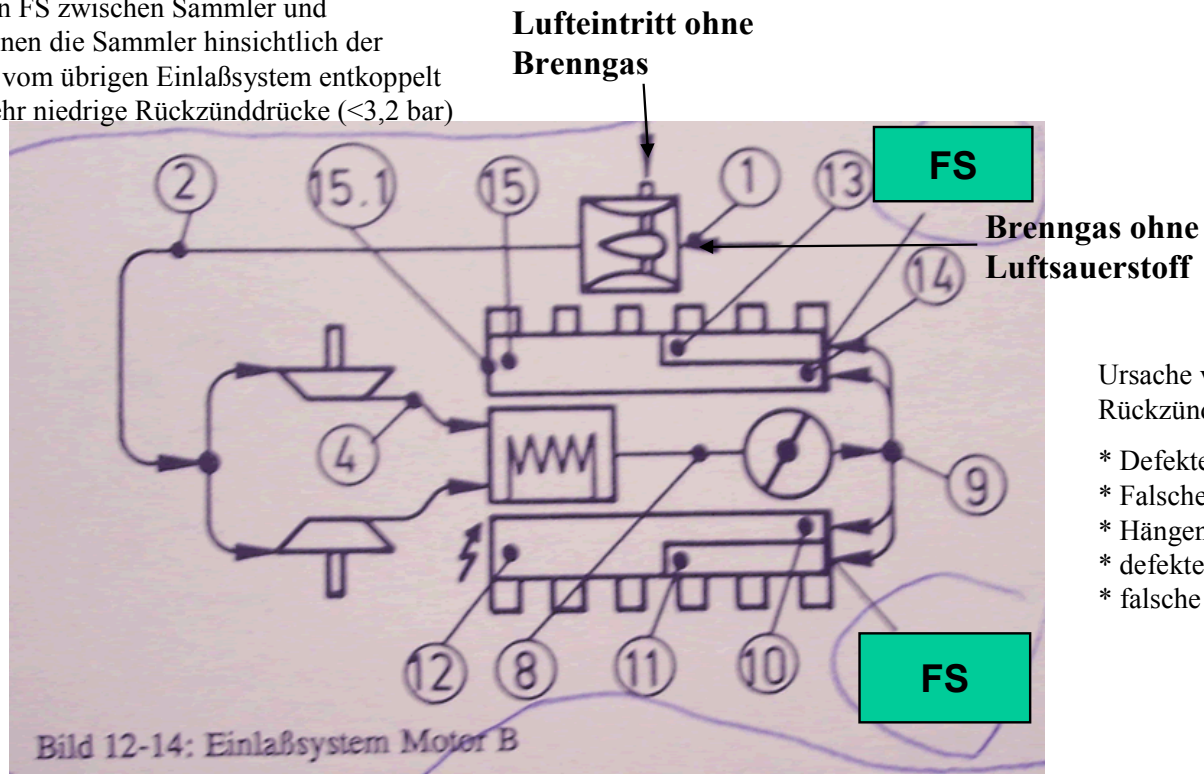 n FS zwischen Sammler und
nen die Sammler hinsichtlich der
vom übrigen Einlaßsystem entkoppelt
ehr niedrige Rückzünddrücke (<3,2 bar)
Lufteintritt ohne
Brenngas
2
15.1
15
1
13
FS
Brenngas ohne
Luftsauerstoff
14
4
9
Ursache v
Rückzünd
* Defekte
* Falsche
* Hängen
* defekte
* falsche
12
8
11
10
FS
Bild 12-14: Einlaßsystem Motor B